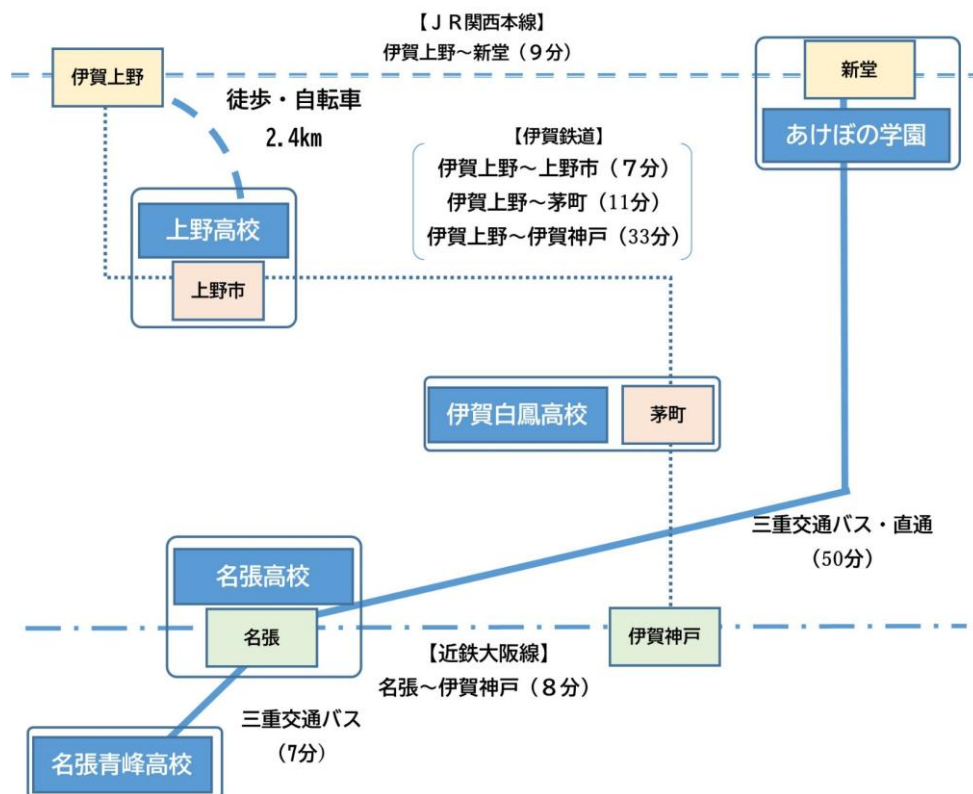 【ＪＲ関西本線】
伊賀上野～新堂（９分）
伊賀上野
新堂
徒歩・自転車
2.4km
あけぼの学園
【伊賀鉄道】
伊賀上野～上野市（７分）
伊賀上野～茅町（11分）
伊賀上野～伊賀神戸（33分）
上野高校
上野市
伊賀白鳳高校
茅町
三重交通バス・直通
（50分）
名張高校
名張
伊賀神戸
【近鉄大阪線】
名張～伊賀神戸（８分）
三重交通バス
（7分）
名張青峰高校